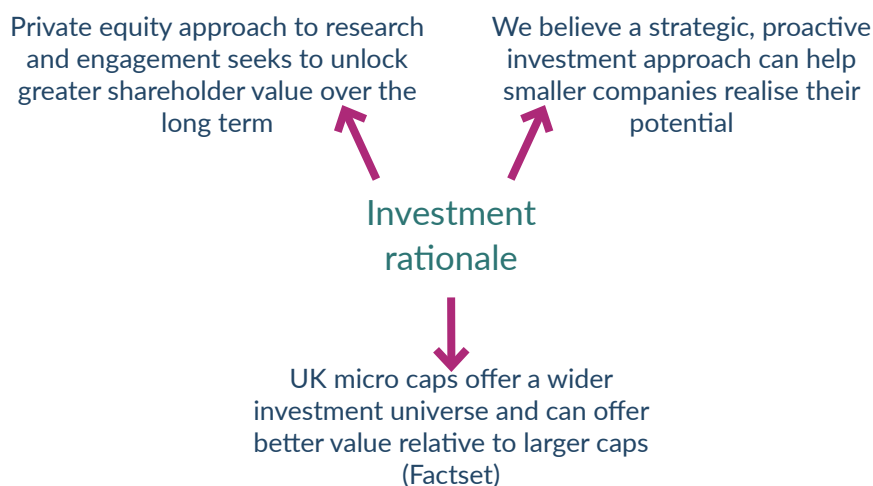 Private equity approach to research
and engagement seeks to unlock
greater shareholder value over the
long term
We believe a strategic, proactive
investment approach can help
smaller companies realise their
potential
Investment
rationale
UK micro caps offer a wider
investment universe and can offer
better value relative to larger caps
(Factset)